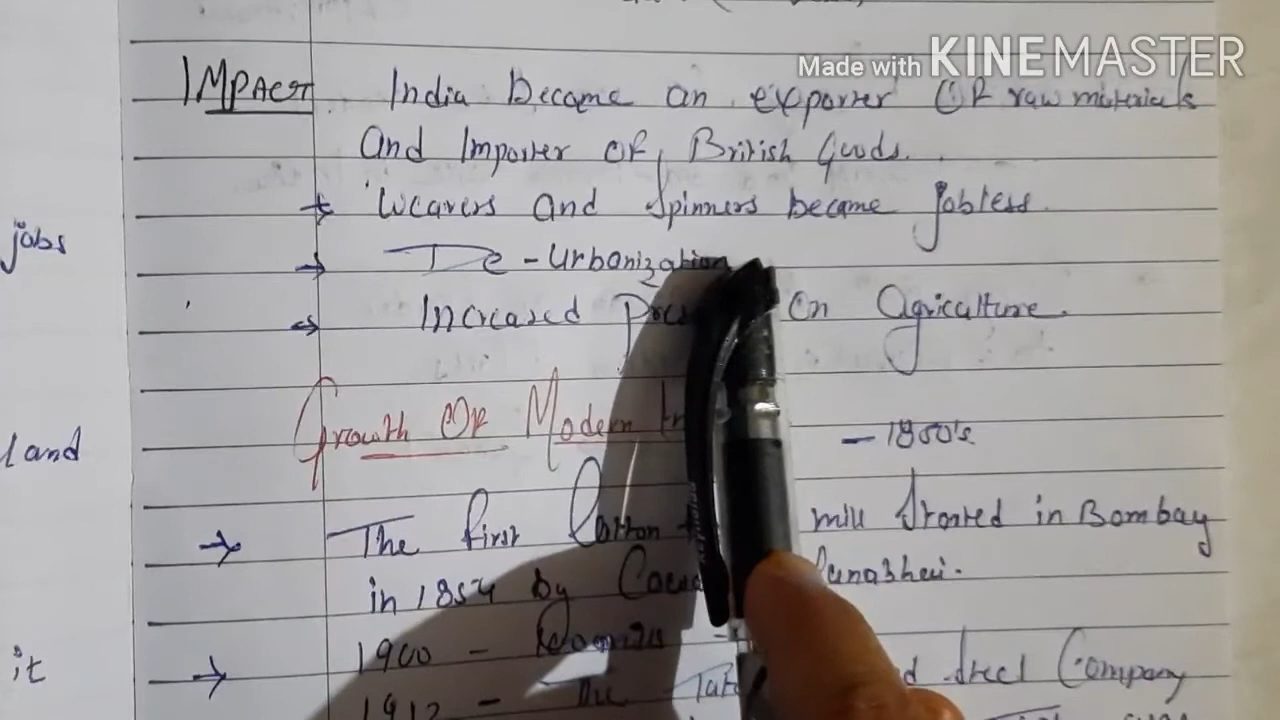 Made with KINEMASTER
IMPACT India Became an exporter OF raw materials
And Importer OF British Goods.
Weavers and Spinners became jobless.
jobs
De-urbanization
Increased on Agriculture.
Growth OF Modern - 1850's
land
The first Cotton mill Started in Bombay
in 1854 by
1900 -
it
d steel Company
1912 - The